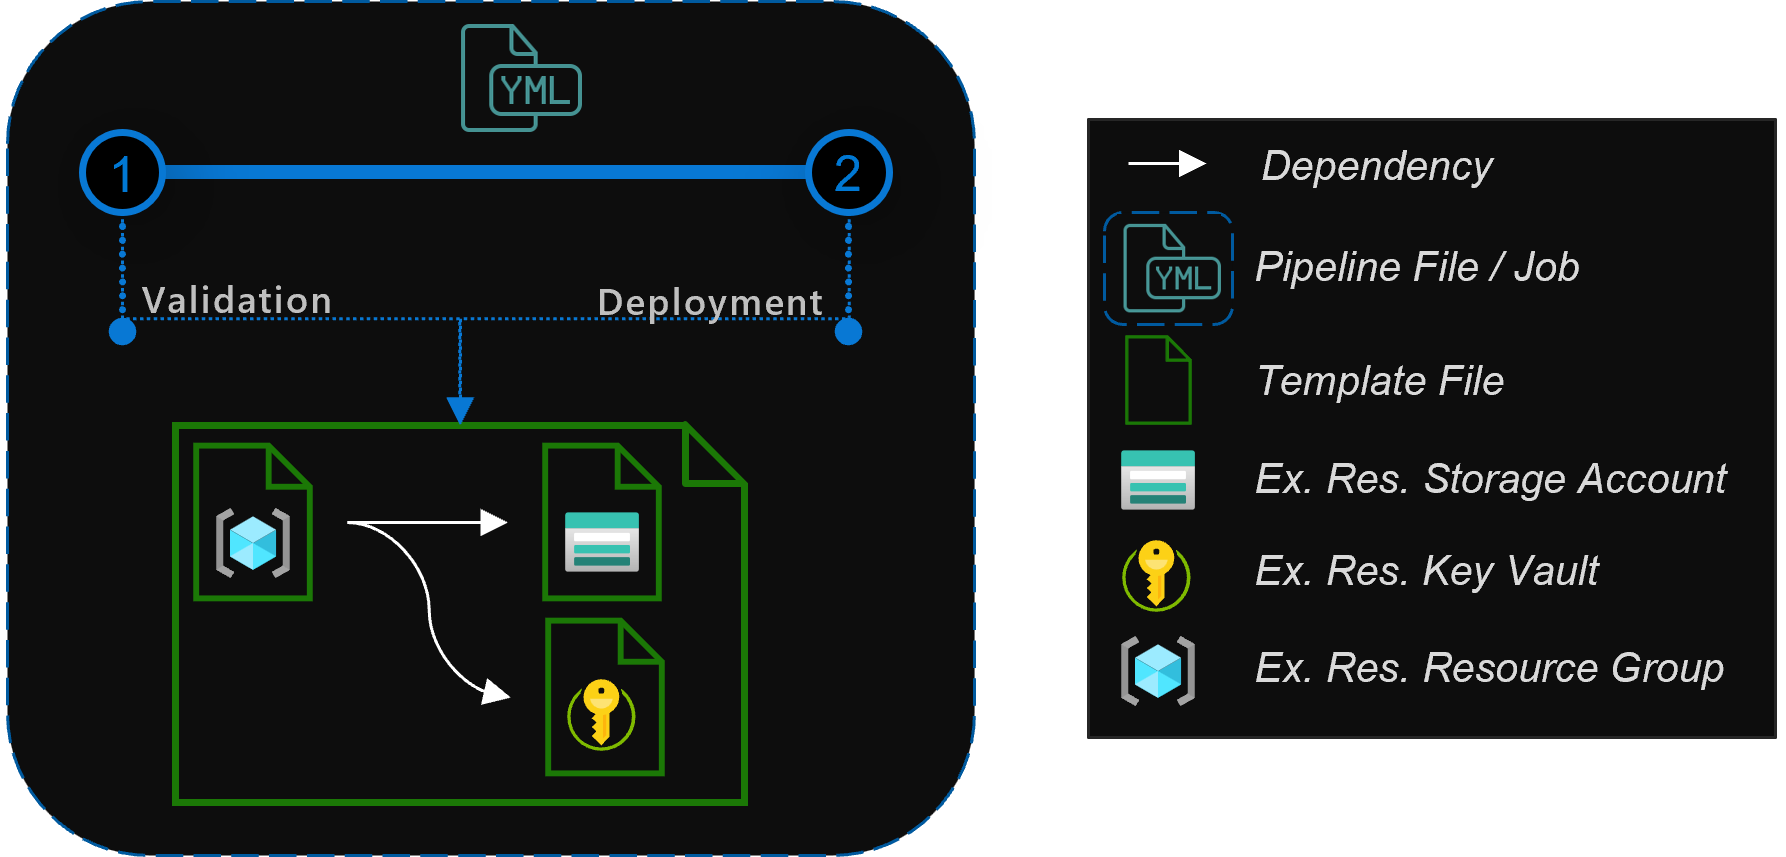 YML
1
2
Validation
Deployment
Dependency
YML
Pipeline File / Job
Template File
Ex. Res. Storage Account
Ex. Res. Key Vault
Ex. Res. Resource Group